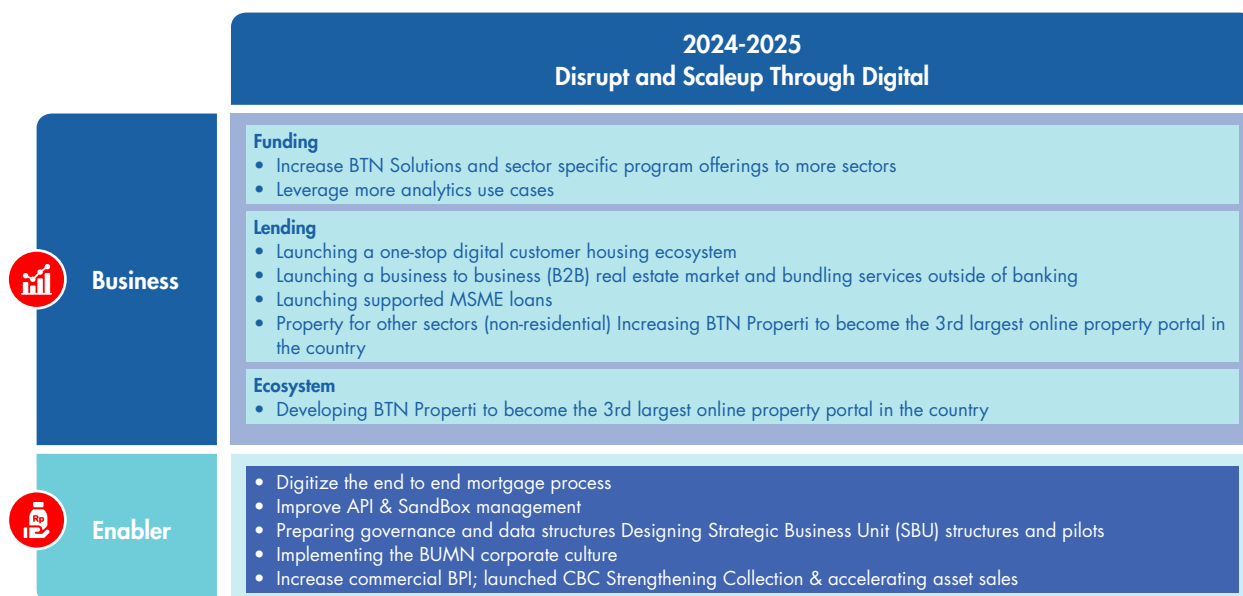 2024-2025
Disrupt and Scaleup Through Digital
Business
Funding
• Increase BTN Solutions and sector specific program offerings to more sectors
• Leverage more analytics use cases
Lending
• Launching a one-stop digital customer housing ecosystem
• Launching a business to business (B2B) real estate market and bundling services outside of banking
• Launching supported MSME loans
• Property for other sectors (non-residential) Increasing BTN Properti to become the 3rd largest online property portal in
the country
Ecosystem
• Developing BTN Properti to become the 3rd largest online property portal in the country
Rp
Enabler
• Digitize the end to end mortgage process
• Improve API & SandBox management
• Preparing governance and data structures Designing Strategic Business Unit (SBU) structures and pilots
• Implementing the BUMN corporate culture
• Increase commercial BPI; launched CBC Strengthening Collection & accelerating asset sales